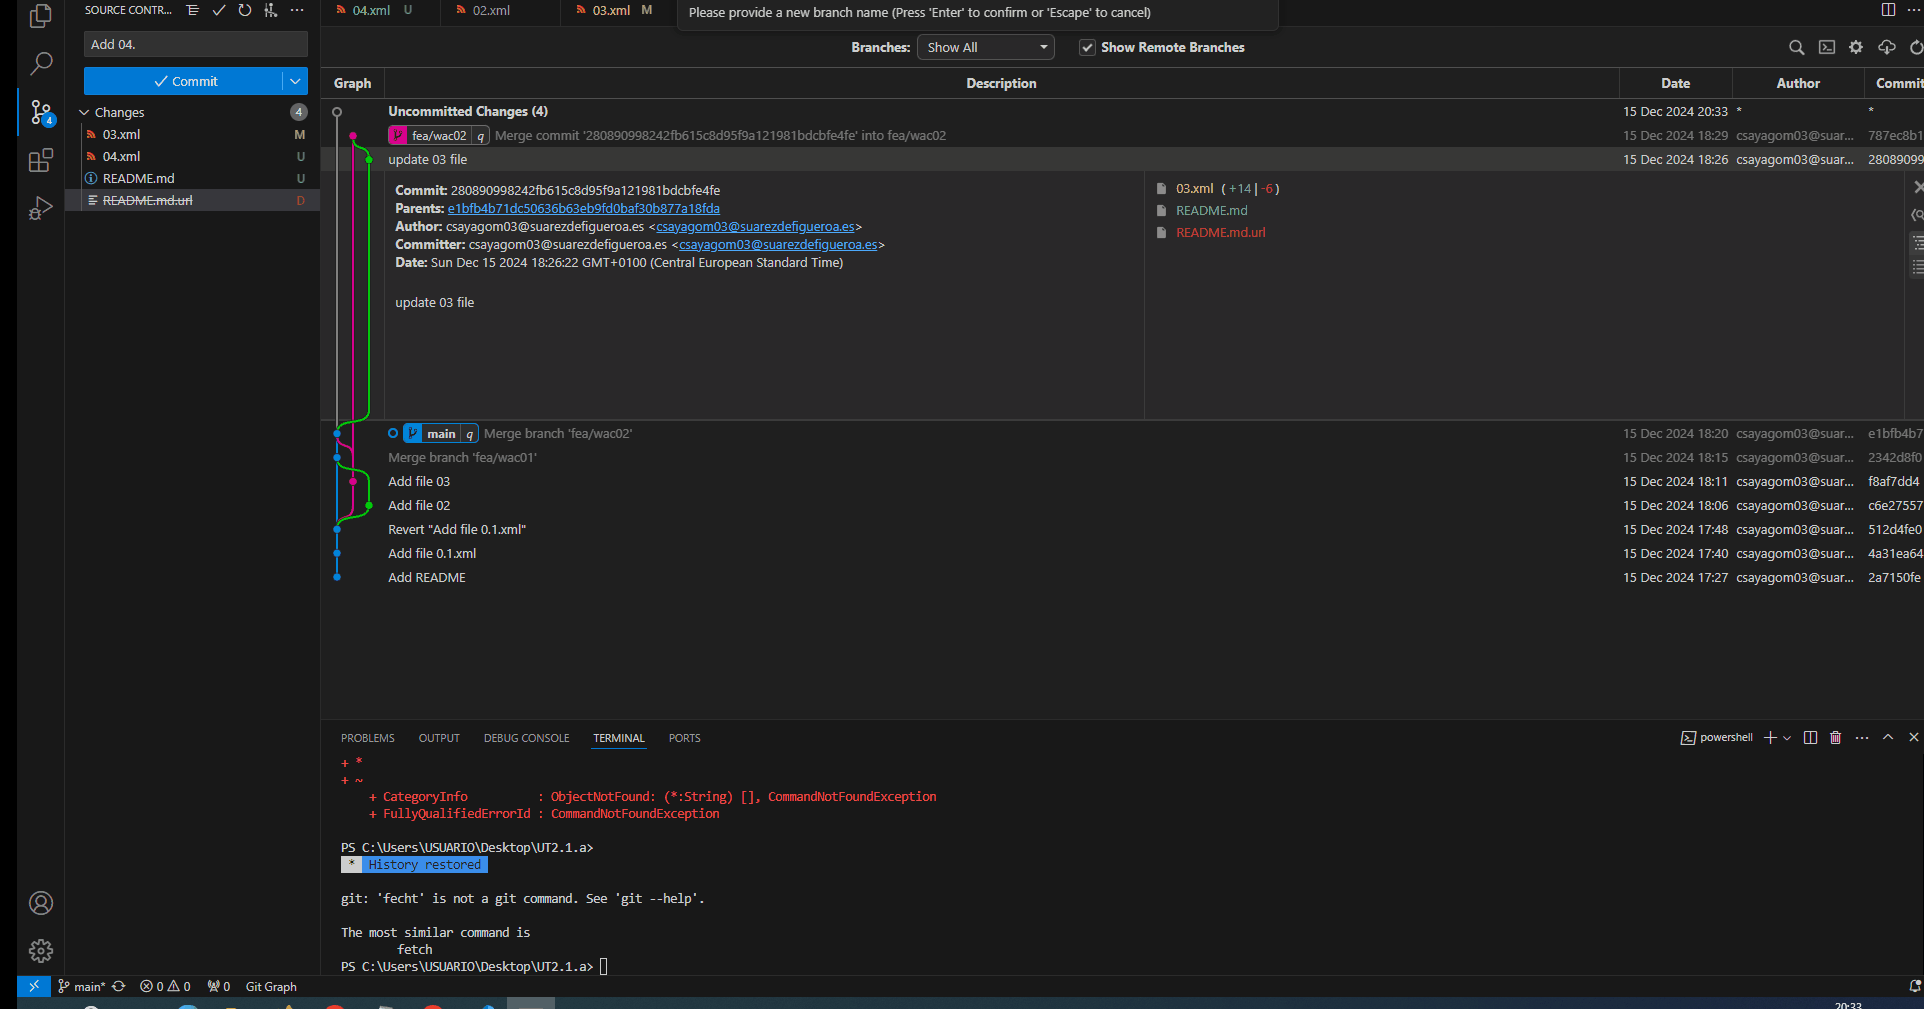 SOURCE CONTR...
04.xml U
02.xml
03.xml M
Please provide a new branch name (Press 'Enter' to confirm or 'Escape' to cancel)
Add 04.
Branches: Show All
Show Remote Branches
Commit
Graph Description Date Author Commit
Changes 4
03.xml M
04.xml U
README.md U
README.md.url D
4
Uncommitted Changes (4) 15 Dec 2024 20:33 * *
fea/wac02 q Merge commit '280890998242fb615c8d95f9a121981bdcbfe4fe' into fea/wac02 15 Dec 2024 18:29 csayagom03@suar... 787ec8b1
update 03 file 15 Dec 2024 18:26 csayagom03@suar... 28089099
Commit: 280890998242fb615c8d95f9a121981bdcbfe4fe
Parents: e1bfb4b71dc50636b63eb9fd0baf30b877a18fda
Author: csayagom03@suarezdefigueroa.es <csayagom03@suarezdefigueroa.es>
Committer: csayagom03@suarezdefigueroa.es <csayagom03@suarezdefigueroa.es>
Date: Sun Dec 15 2024 18:26:22 GMT+0100 (Central European Standard Time)
update 03 file
03.xml ( +14 | -6 )
README.md
README.md.url
main q Merge branch 'fea/wac02' 15 Dec 2024 18:20 csayagom03@suar... e1bfb4b7
Merge branch 'fea/wac01' 15 Dec 2024 18:15 csayagom03@suar... 2342d8f0
Add file 03 15 Dec 2024 18:11 csayagom03@suar... f8af7dd4
Add file 02 15 Dec 2024 18:06 csayagom03@suar... c6e27557
Revert "Add file 0.1.xml" 15 Dec 2024 17:48 csayagom03@suar... 512d4fe0
Add file 0.1.xml 15 Dec 2024 17:40 csayagom03@suar... 4a31ea64
Add README 15 Dec 2024 17:27 csayagom03@suar... 2a7150fe
PROBLEMS OUTPUT DEBUG CONSOLE TERMINAL PORTS powershell
+ *
+ ~
+ CategoryInfo : ObjectNotFound: (*:String) [], CommandNotFoundException
+ FullyQualifiedErrorId : CommandNotFoundException
PS C:\Users\USUARIO\Desktop\UT2.1.a>
* History restored
git: 'fecht' is not a git command. See 'git --help'.
The most similar command is
fetch
PS C:\Users\USUARIO\Desktop\UT2.1.a>
main* 0 0 0 Git Graph
20:33